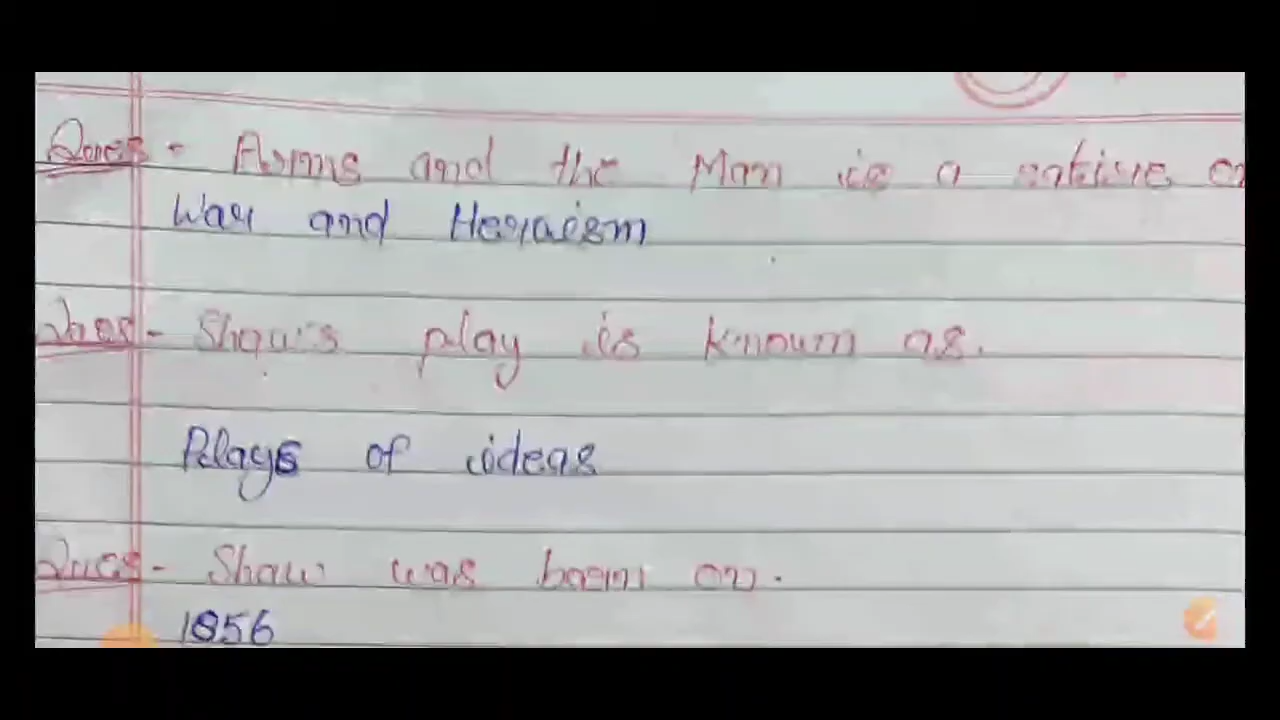 Ques - Arms and the Man is a satire on
War and Heroism
Ques - Shaw's play is known as.
Plays of ideas
Ques - Shaw was born on.
1856